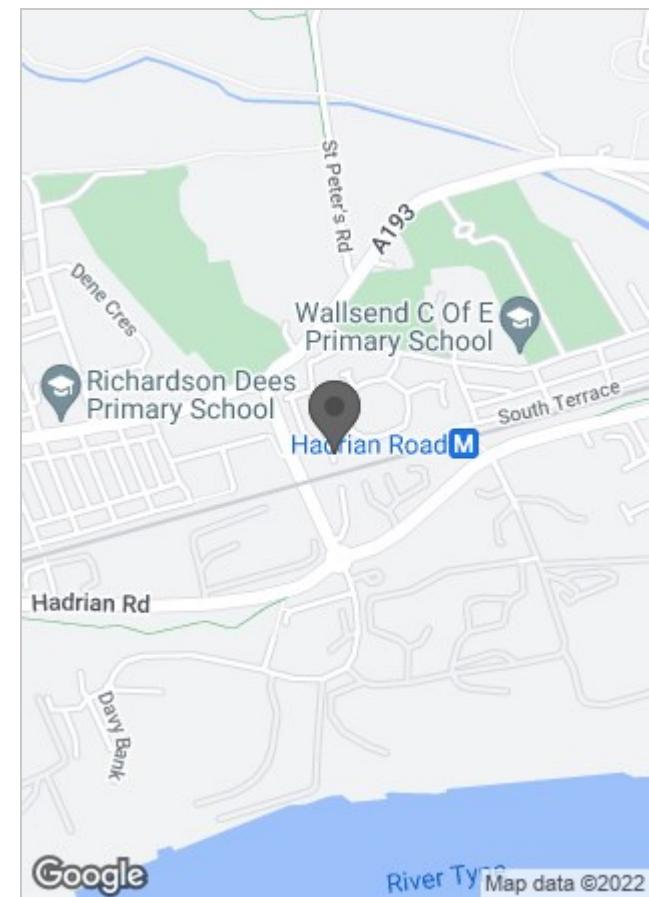 St Peter's Rd
A193
Dene Cres
Wallsend C Of E
Primary School
Richardson Dees
Primary School
South Terrace
Hadrian Road M
Hadrian Rd
Davy Bank
River Tyne
Google
Map data ©2022